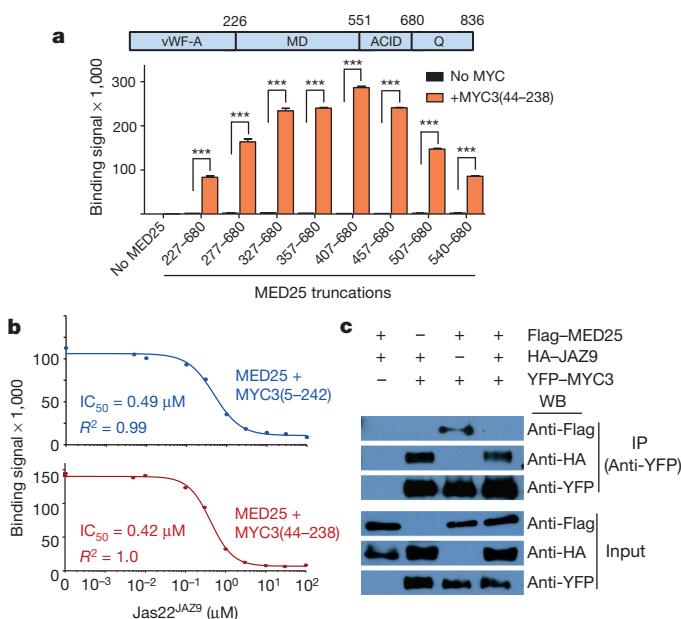 a
226 551 680 836
vWF-A MD ACID Q
Binding signal × 1,000
300
200
100
No MYC
+MYC3(44–238)
*** *** *** *** *** *** *** ***
No MED25 227–680 277–680 327–680 357–680 407–680 457–680 507–680 540–680
MED25 truncations
b
Binding signal × 1,000
100
50
0
MED25 +
MYC3(5–242)
IC50 = 0.49 μM
R² = 0.99
150
100
50
0
MED25 +
MYC3(44–238)
IC50 = 0.42 μM
R² = 1.0
0 10⁻³ 10⁻² 10⁻¹ 10⁰ 10¹ 10²
Jas22ᴶᴬᶻ⁹ (μM)
c
+ – + + Flag–MED25
+ + – + HA–JAZ9
– + + + YFP–MYC3
WB
Anti-Flag
Anti-HA
Anti-YFP
IP
(Anti-YFP)
Anti-Flag
Anti-HA
Anti-YFP
Input